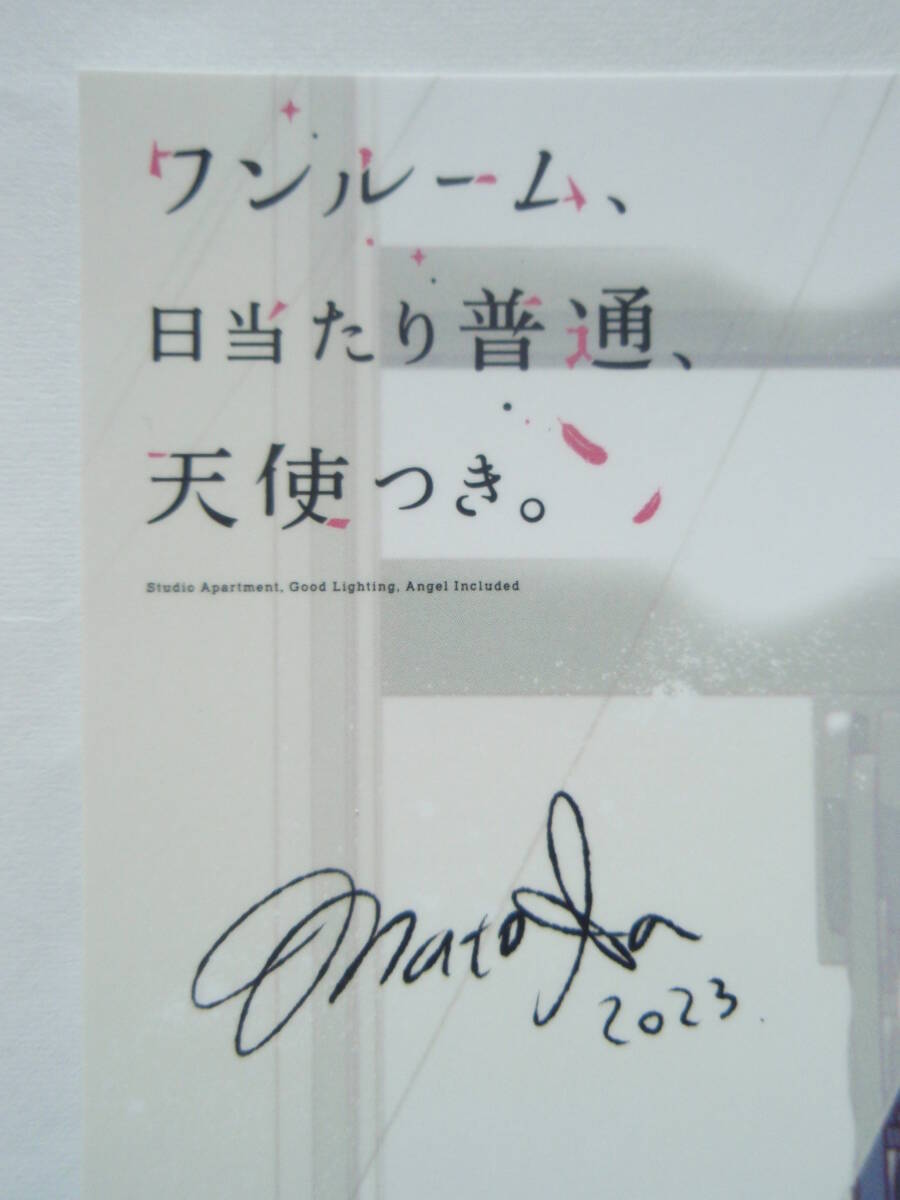 ワンルーム、
日当たり普通、
天使つき。
Studio Apartment, Good Lighting, Angel Included
matoba
2023.